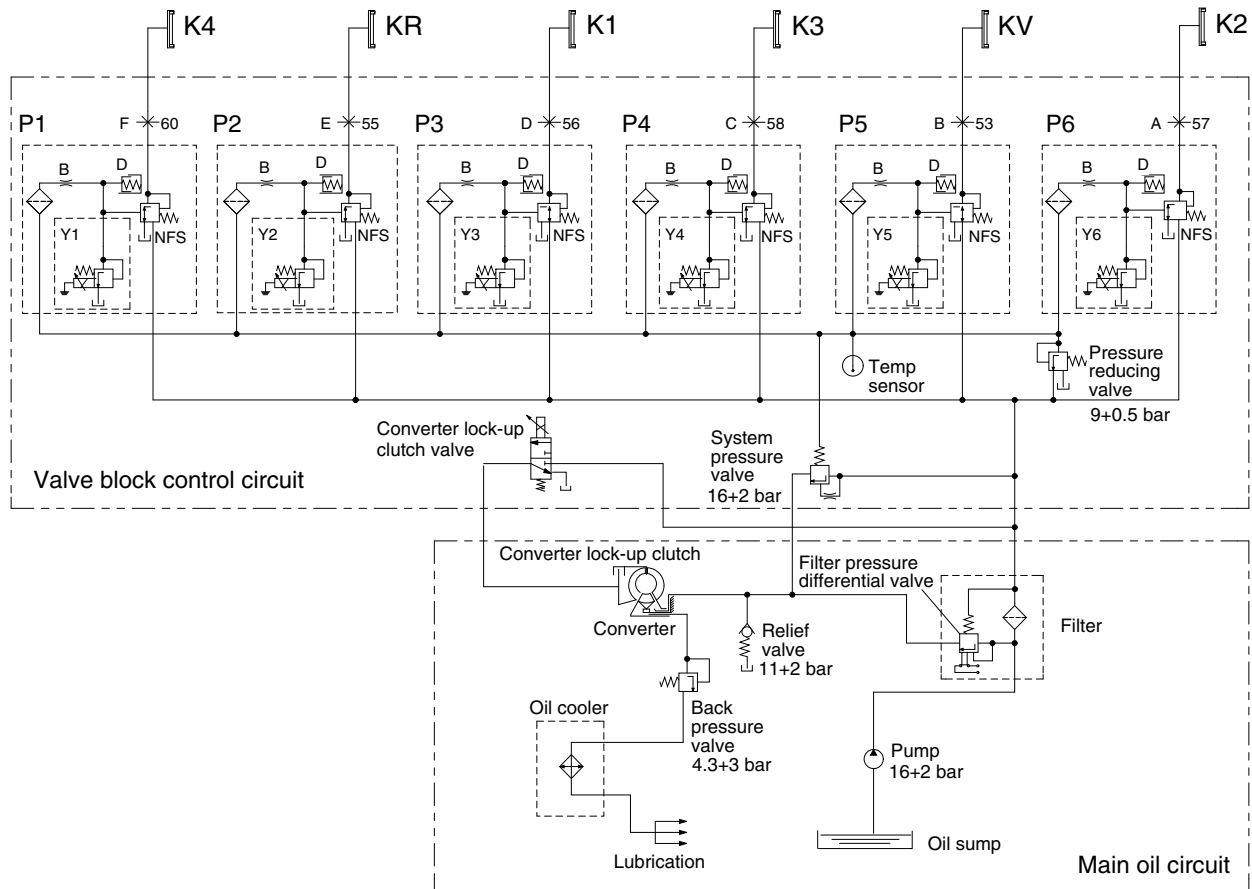 K4
KR
K1
K3
KV
K2
P1
F
60
P2
E
55
P3
D
56
P4
C
58
P5
B
53
P6
A
57
B
D
B
D
B
D
B
D
B
D
B
D
Y1
NFS
Y2
NFS
Y3
NFS
Y4
NFS
Y5
NFS
Y6
NFS
Temp
sensor
Pressure
reducing
valve
9+0.5 bar
Converter lock-up
clutch valve
System
pressure
valve
16+2 bar
Valve block control circuit
Converter lock-up clutch
Filter pressure
differential valve
Converter
Relief
valve
11+2 bar
Filter
Oil cooler
Back
pressure
valve
4.3+3 bar
Pump
16+2 bar
Lubrication
Oil sump
Main oil circuit